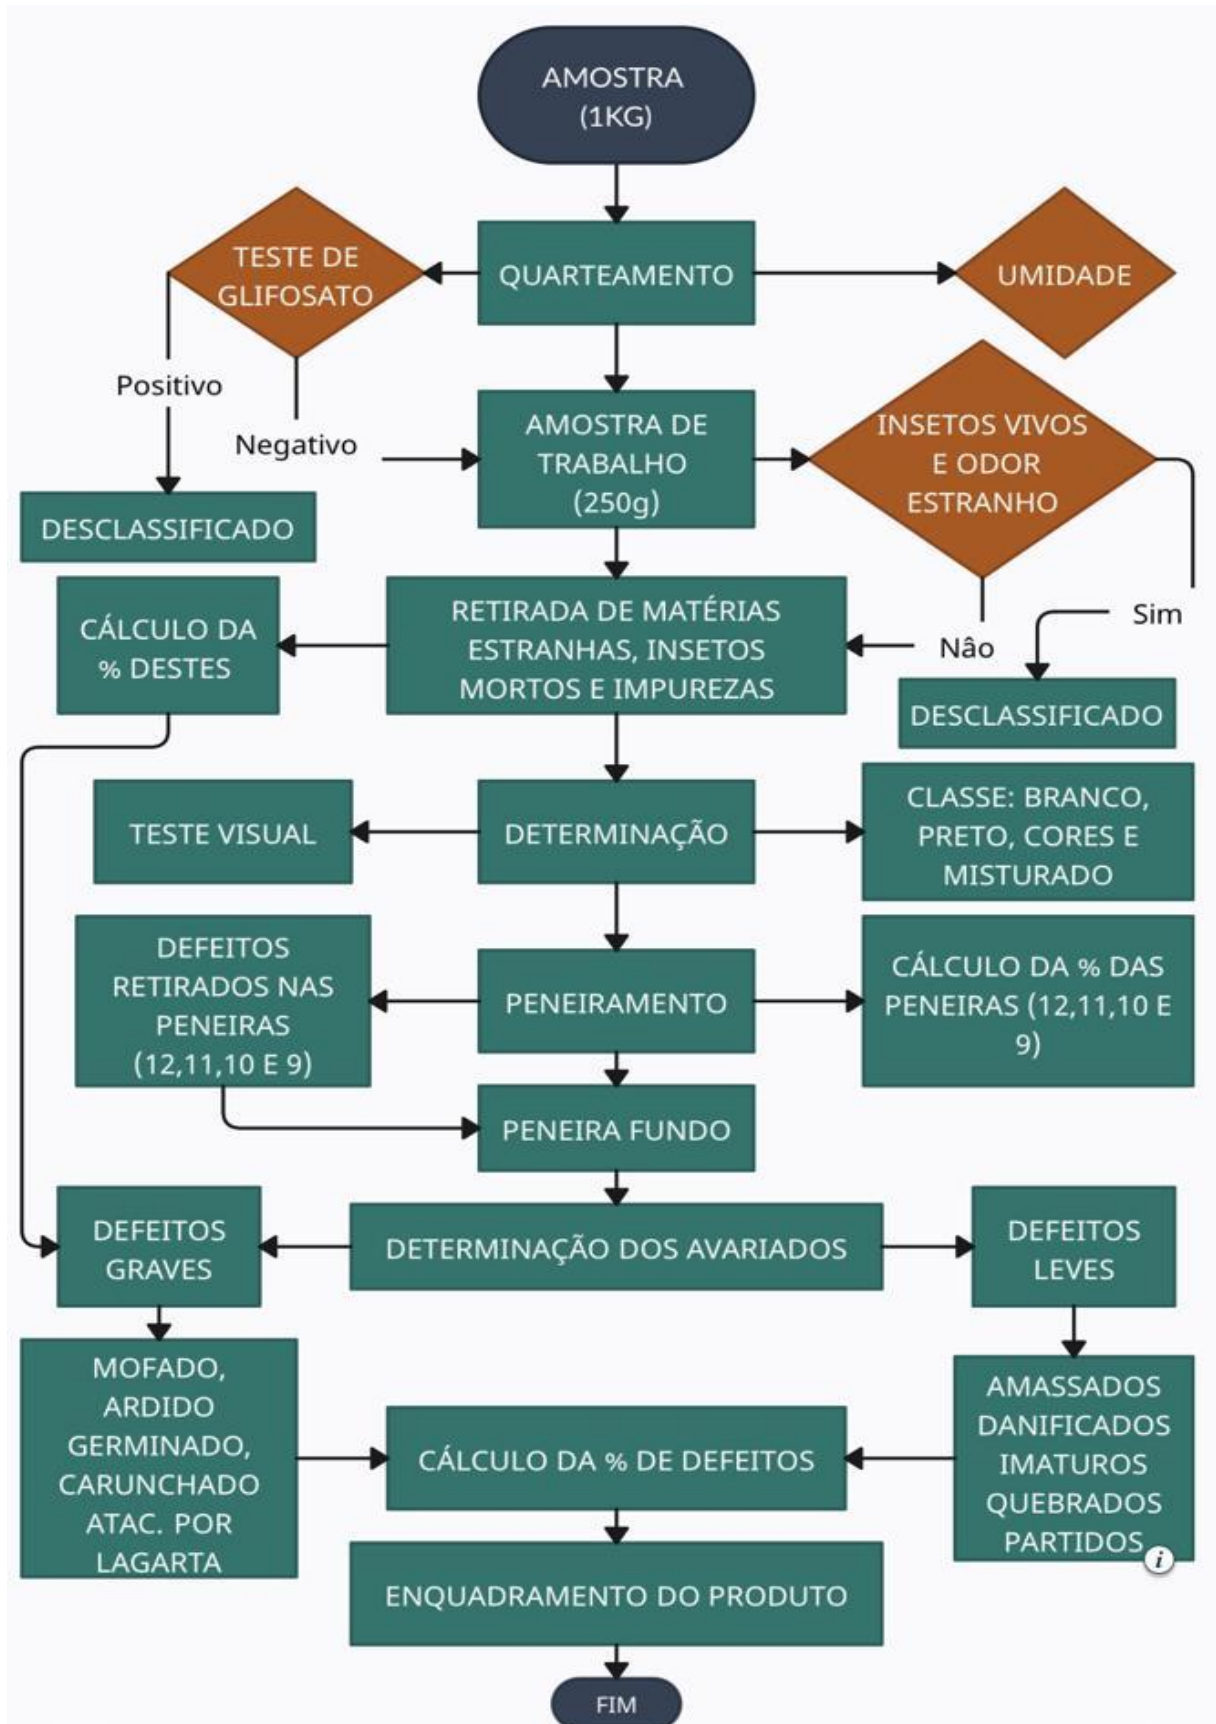 AMOSTRA
(1KG)
TESTE DE
GLIFOSATO
QUARTEAMENTO
UMIDADE
Positivo
Negativo
AMOSTRA DE
TRABALHO
(250g)
INSETOS VIVOS
E ODOR
ESTRANHO
DESCLASSIFICADO
CÁLCULO DA
% DESTES
RETIRADA DE MATÉRIAS
ESTRANHAS, INSETOS
MORTOS E IMPUREZAS
Nâo
Sim
DESCLASSIFICADO
TESTE VISUAL
DETERMINAÇÃO
CLASSE: BRANCO,
PRETO, CORES E
MISTURADO
DEFEITOS
RETIRADOS NAS
PENEIRAS
(12,11,10 E 9)
PENEIRAMENTO
CÁLCULO DA % DAS
PENEIRAS (12,11,10 E
9)
PENEIRA FUNDO
DEFEITOS
GRAVES
DETERMINAÇÃO DOS AVARIADOS
DEFEITOS
LEVES
MOFADO,
ARDIDO
GERMINADO,
CARUNCHADO
ATAC. POR
LAGARTA
CÁLCULO DA % DE DEFEITOS
AMASSADOS
DANIFICADOS
IMATUROS
QUEBRADOS
PARTIDOS
i
ENQUADRAMENTO DO PRODUTO
FIM